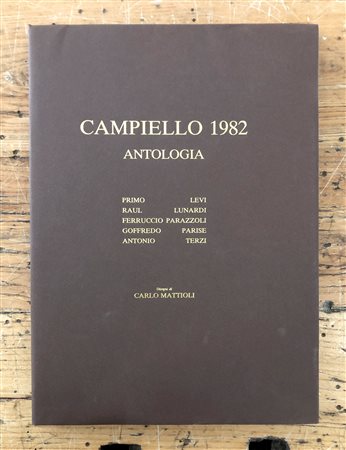 CAMPIELLO 1982
ANTOLOGIA
PRIMO LEVI
RAUL LUNARDI
FERRUCCIO PARAZZOLI
GOFFREDO PARISE
ANTONIO TERZI
Disegni di
CARLO MATTIOLI